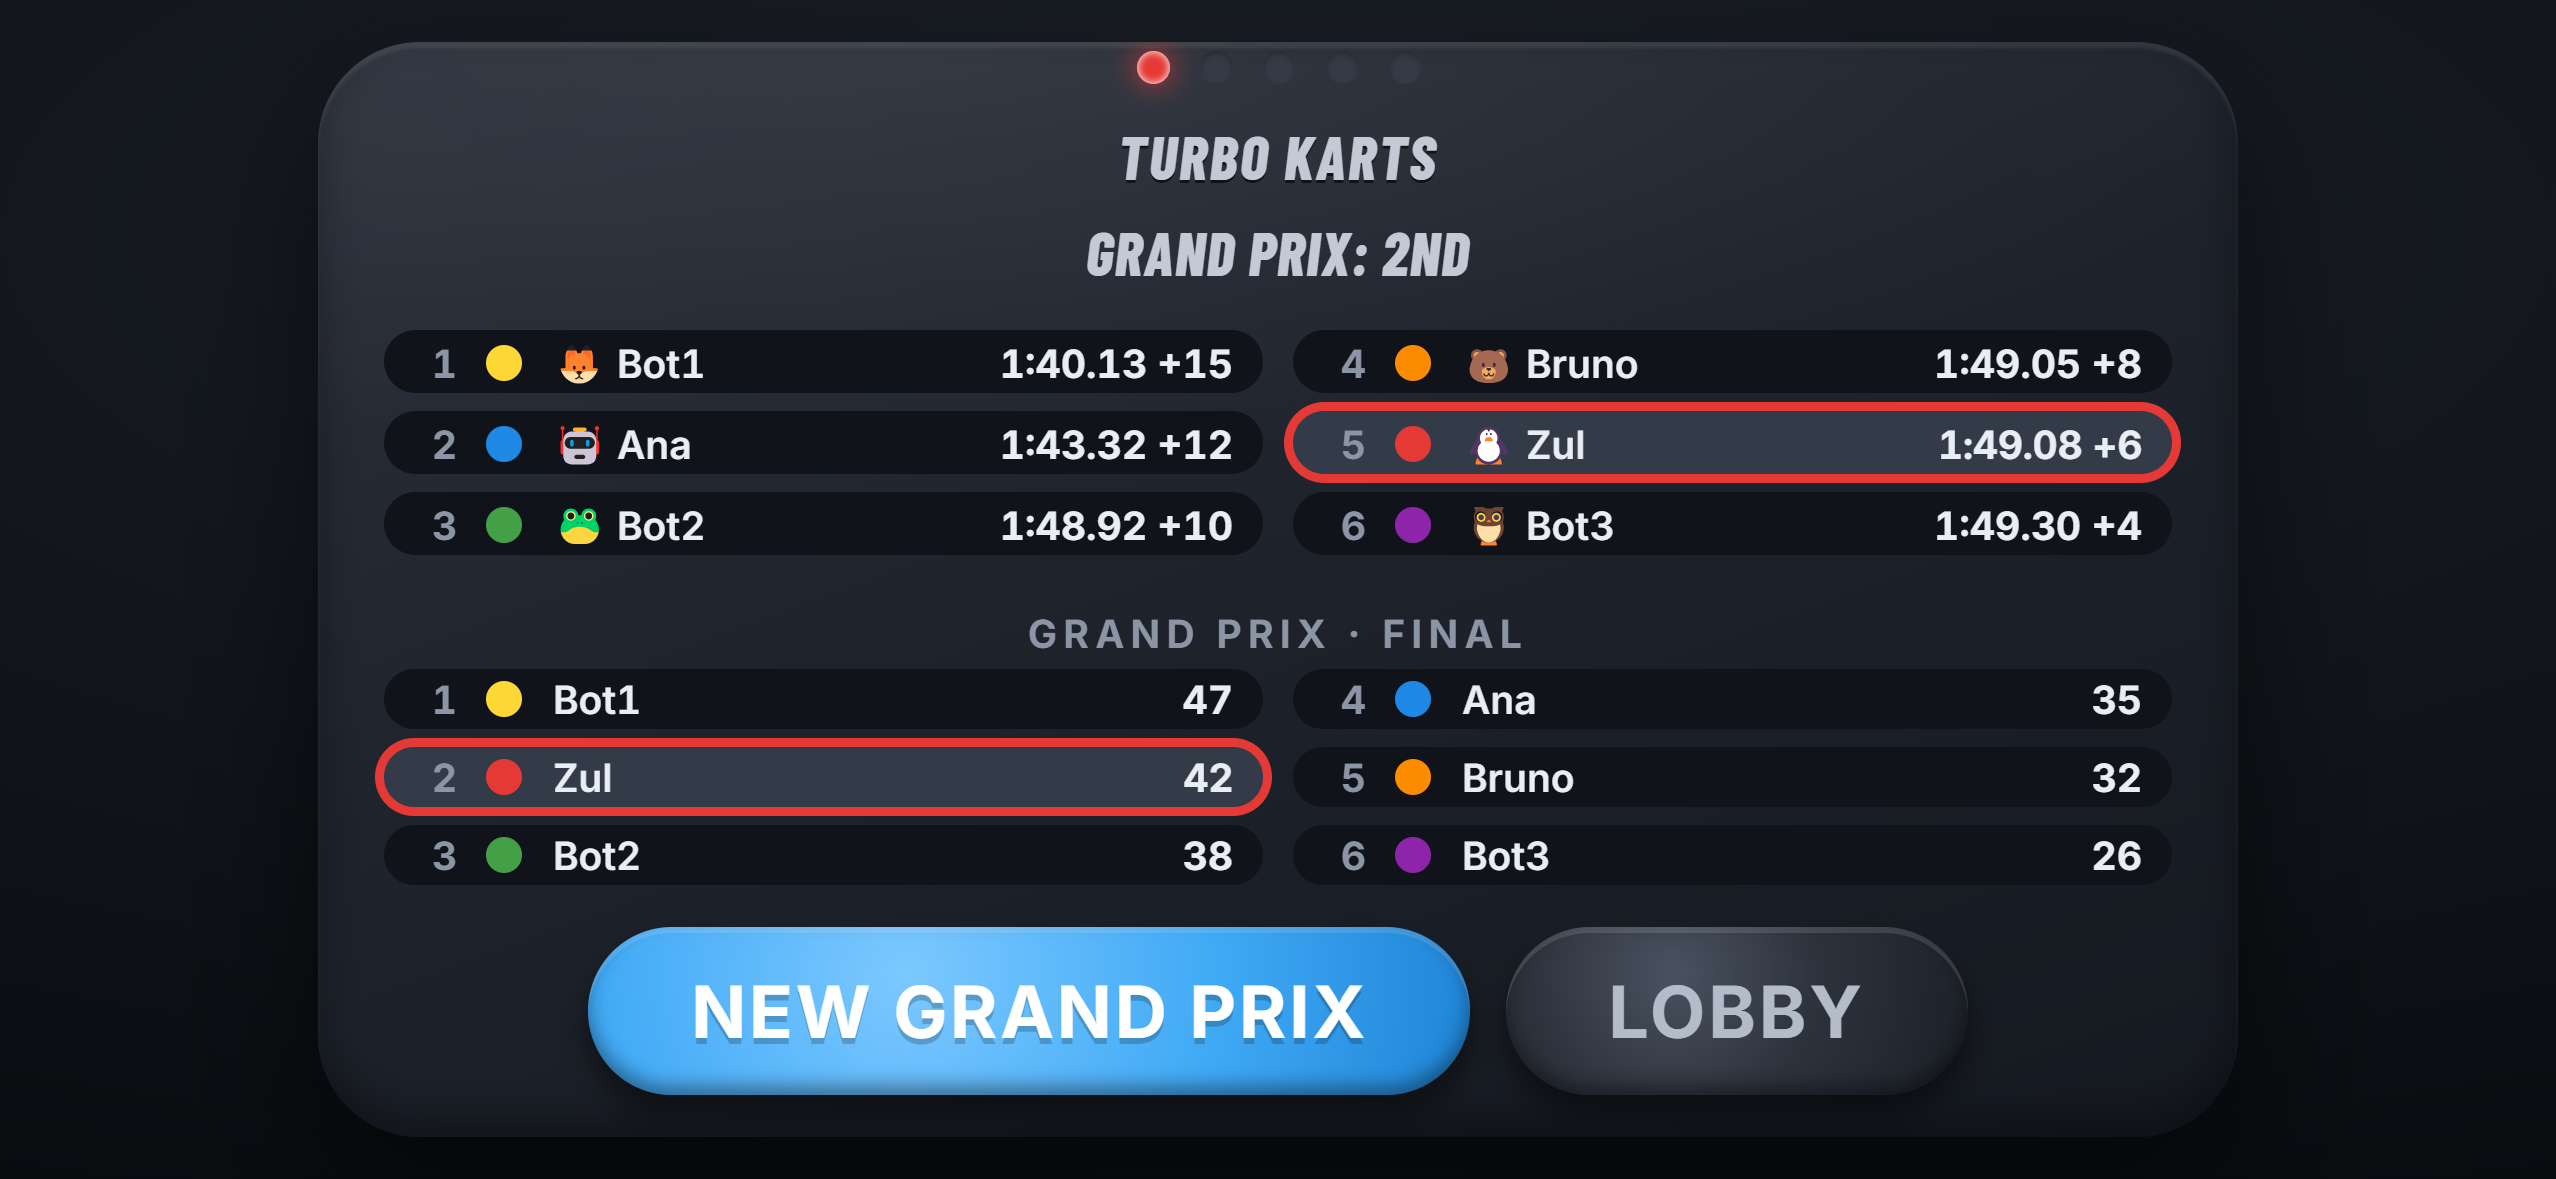 TURBO KARTS
GRAND PRIX: 2ND
1 Bot1 1:40.13 +15
2 Ana 1:43.32 +12
3 Bot2 1:48.92 +10
4 Bruno 1:49.05 +8
5 Zul 1:49.08 +6
6 Bot3 1:49.30 +4
GRAND PRIX · FINAL
1 Bot1 47
2 Zul 42
3 Bot2 38
4 Ana 35
5 Bruno 32
6 Bot3 26
NEW GRAND PRIX
LOBBY